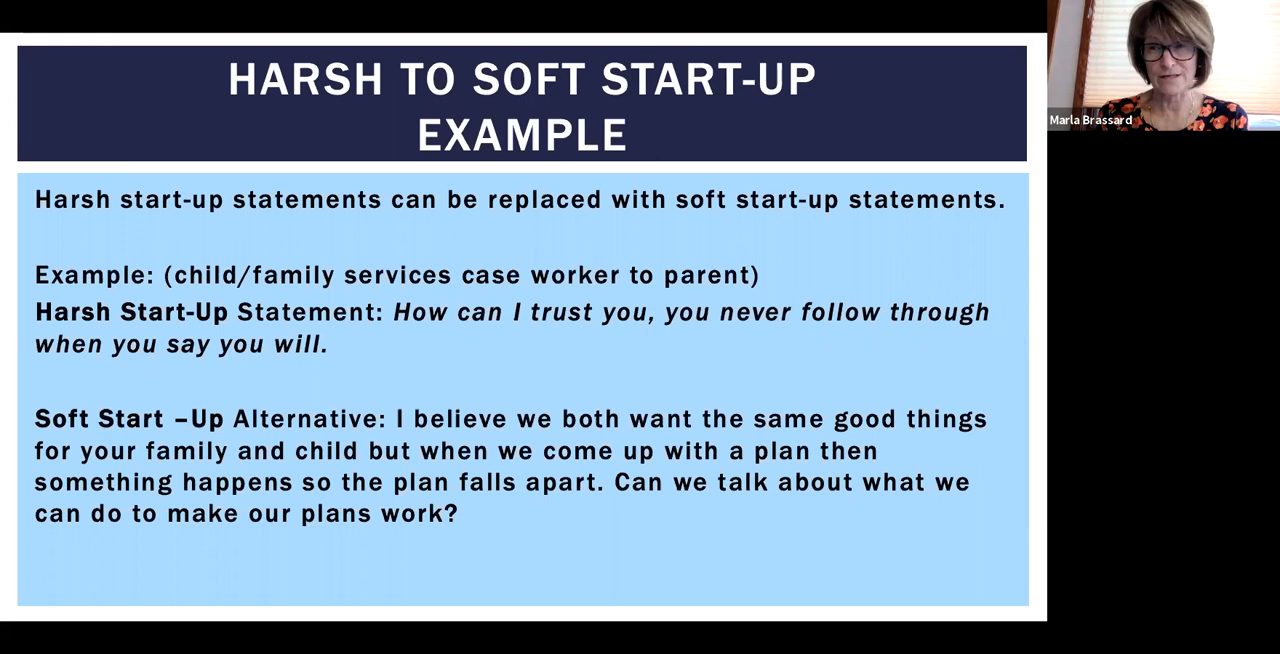 HARSH TO SOFT START-UP
EXAMPLE
Harsh start-up statements can be replaced with soft start-up statements.
Example: (child/family services case worker to parent)
Harsh Start-Up Statement: How can I trust you, you never follow through
when you say you will.
Soft Start –Up Alternative: I believe we both want the same good things
for your family and child but when we come up with a plan then
something happens so the plan falls apart. Can we talk about what we
can do to make our plans work?
Marla Brassard